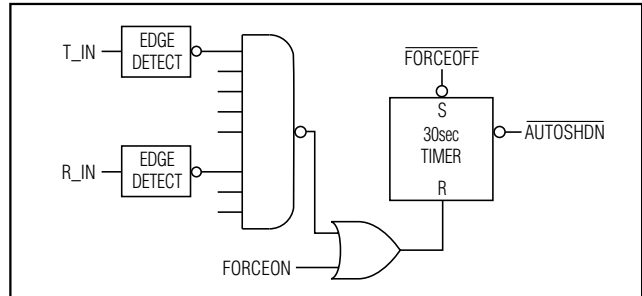 T_IN
EDGE
DETECT
R_IN
EDGE
DETECT
FORCEON
FORCEOFF
S
30sec
TIMER
R
AUTOSHDN